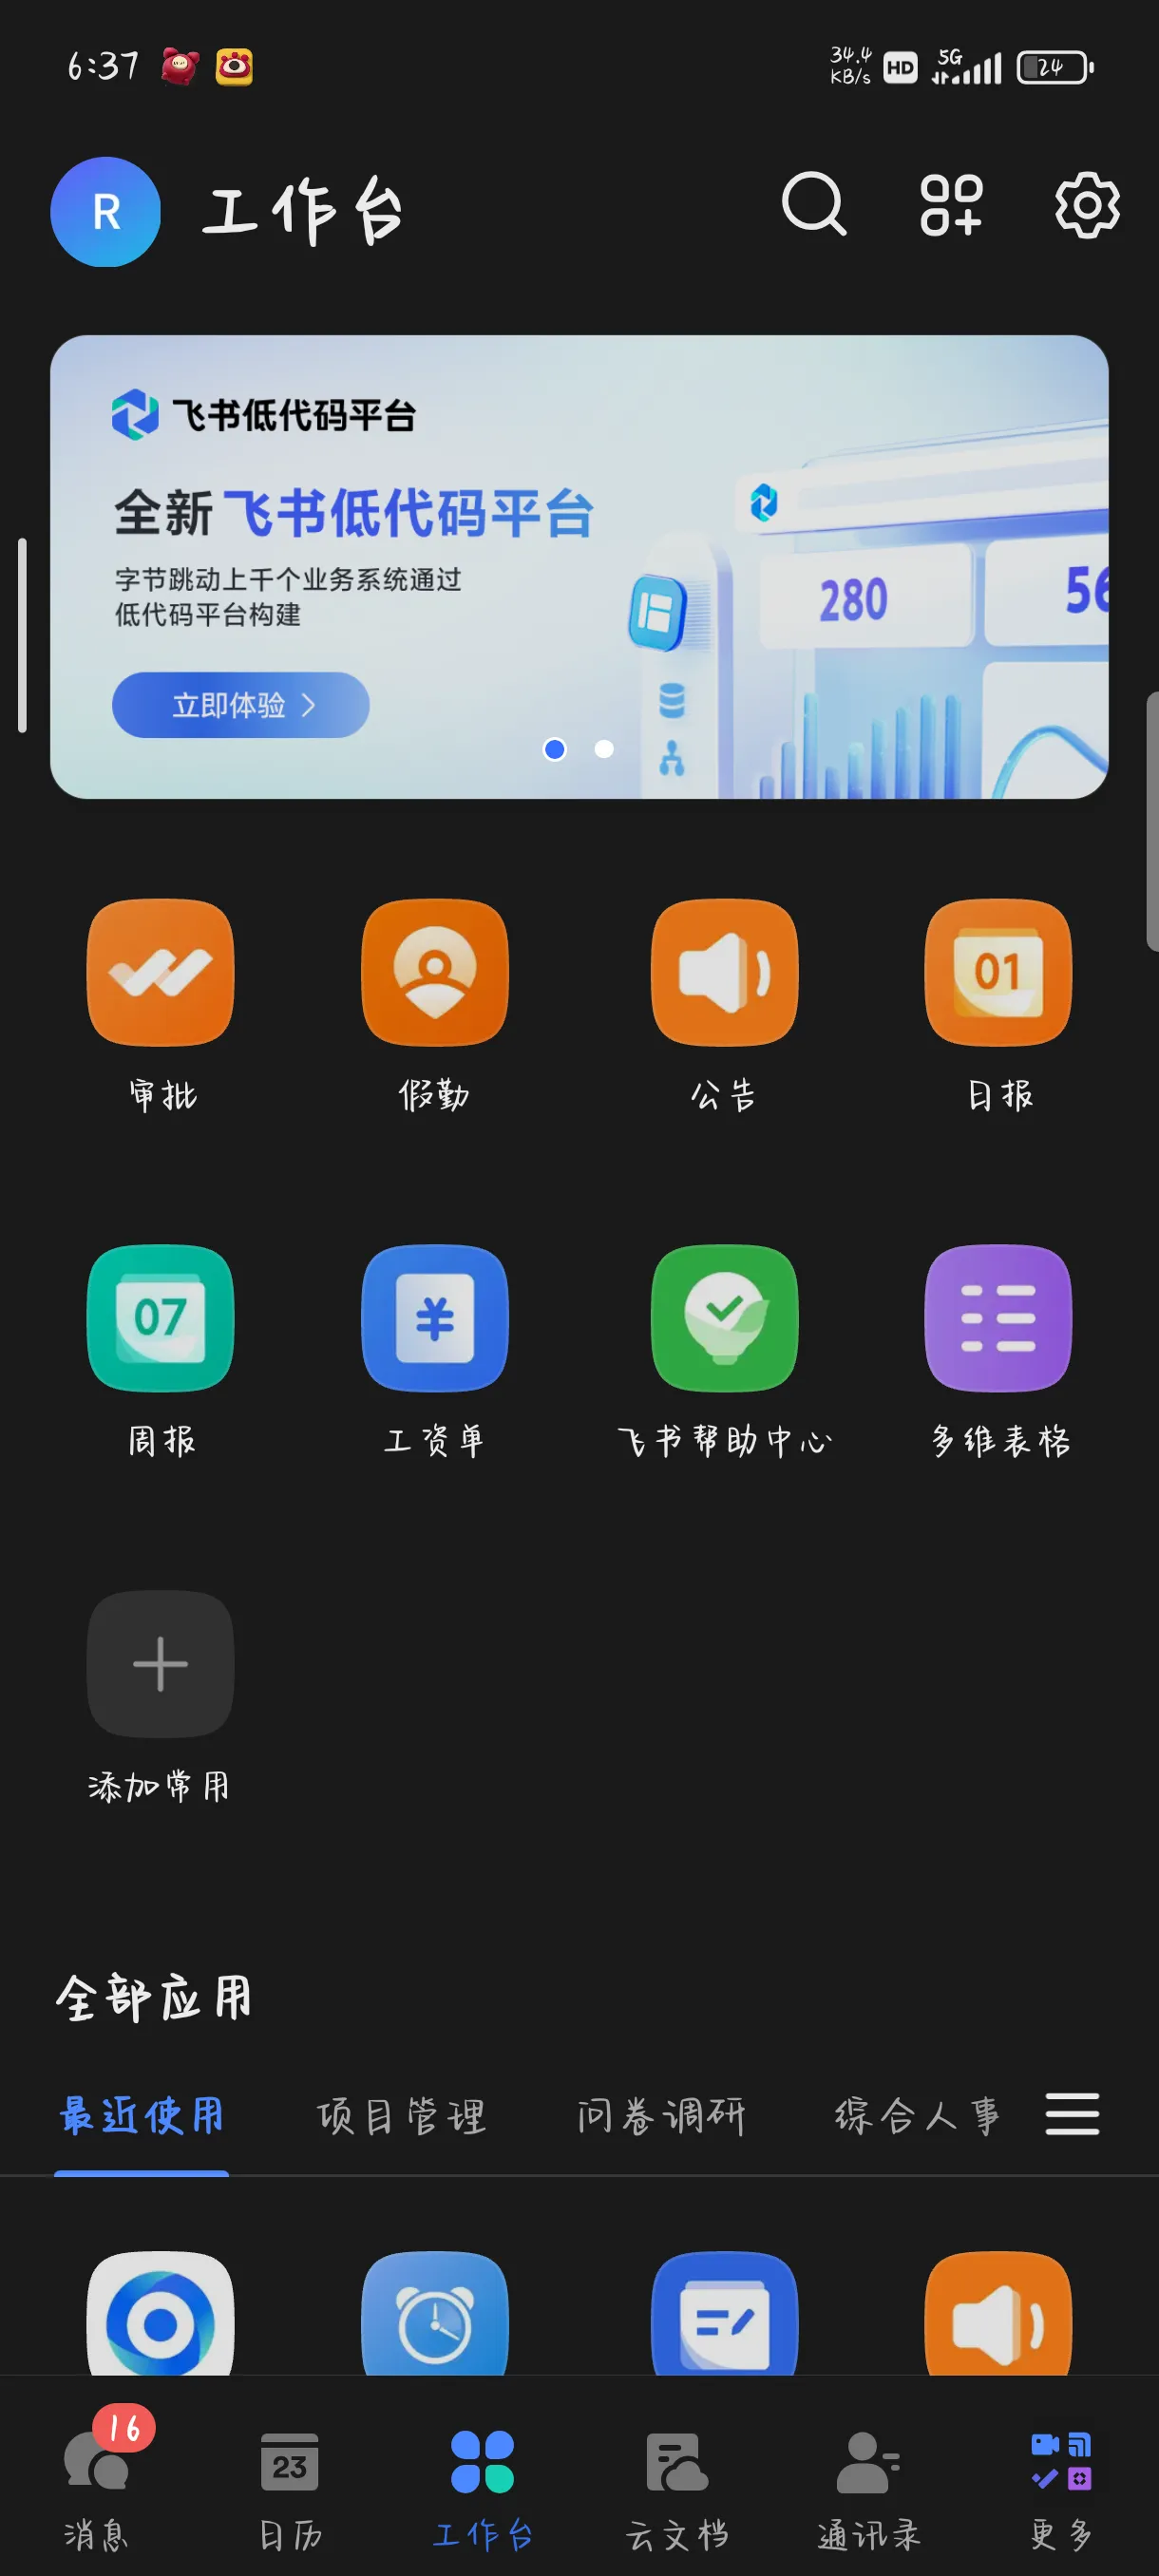 6:37
34.4
KB/s
HD
5G
24
R
工作台
飞书低代码平台
全新飞书低代码平台
字节跳动上千个业务系统通过
低代码平台构建
立即体验
280
56
01
审批
假勤
公告
日报
07
¥
周报
工资单
飞书帮助中心
多维表格
添加常用
全部应用
最近使用
项目管理
问卷调研
综合人事
16
23
消息
日历
工作台
云文档
通讯录
更多